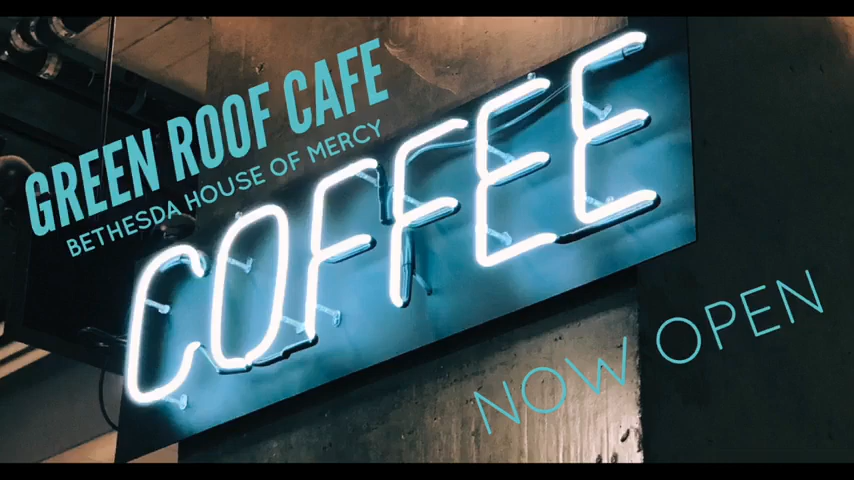 GREEN ROOF CAFE
BETHESDA HOUSE OF MERCY
COFFEE
NOW OPEN